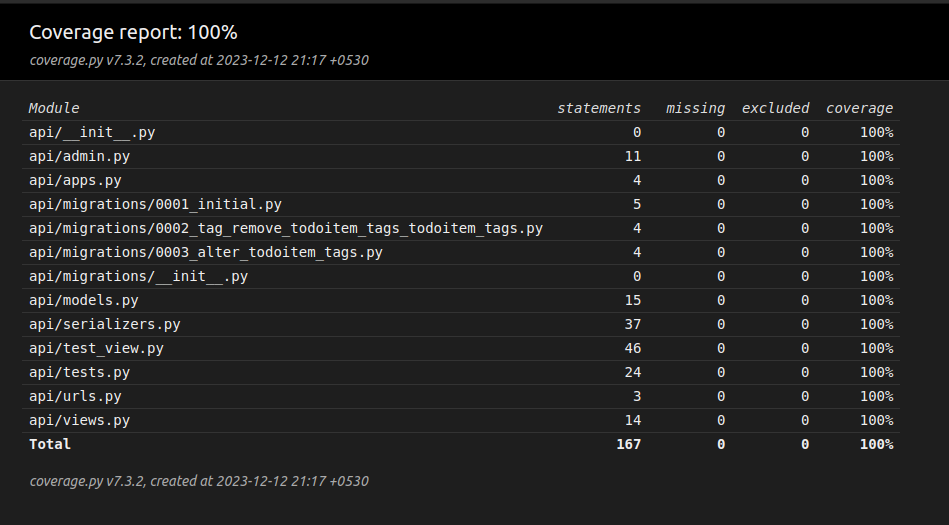 Coverage report: 100%
coverage.py v7.3.2, created at 2023-12-12 21:17 +0530
Module statements missing excluded coverage
api/__init__.py 0 0 0 100%
api/admin.py 11 0 0 100%
api/apps.py 4 0 0 100%
api/migrations/0001_initial.py 5 0 0 100%
api/migrations/0002_tag_remove_todoitem_tags_todoitem_tags.py 4 0 0 100%
api/migrations/0003_alter_todoitem_tags.py 4 0 0 100%
api/migrations/__init__.py 0 0 0 100%
api/models.py 15 0 0 100%
api/serializers.py 37 0 0 100%
api/test_view.py 46 0 0 100%
api/tests.py 24 0 0 100%
api/urls.py 3 0 0 100%
api/views.py 14 0 0 100%
Total 167 0 0 100%
coverage.py v7.3.2, created at 2023-12-12 21:17 +0530